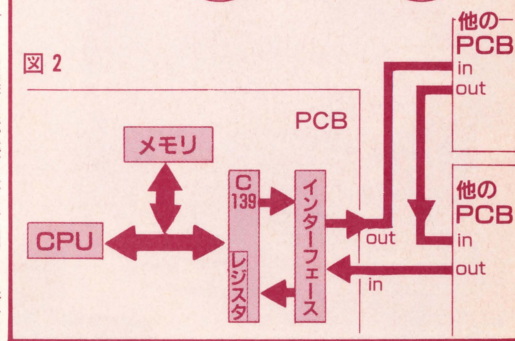 図 2
他の
PCB
in
out
PCB
メモリ
C
139
インターフェース
レジスタ
CPU
out
in
他の
PCB
in
out